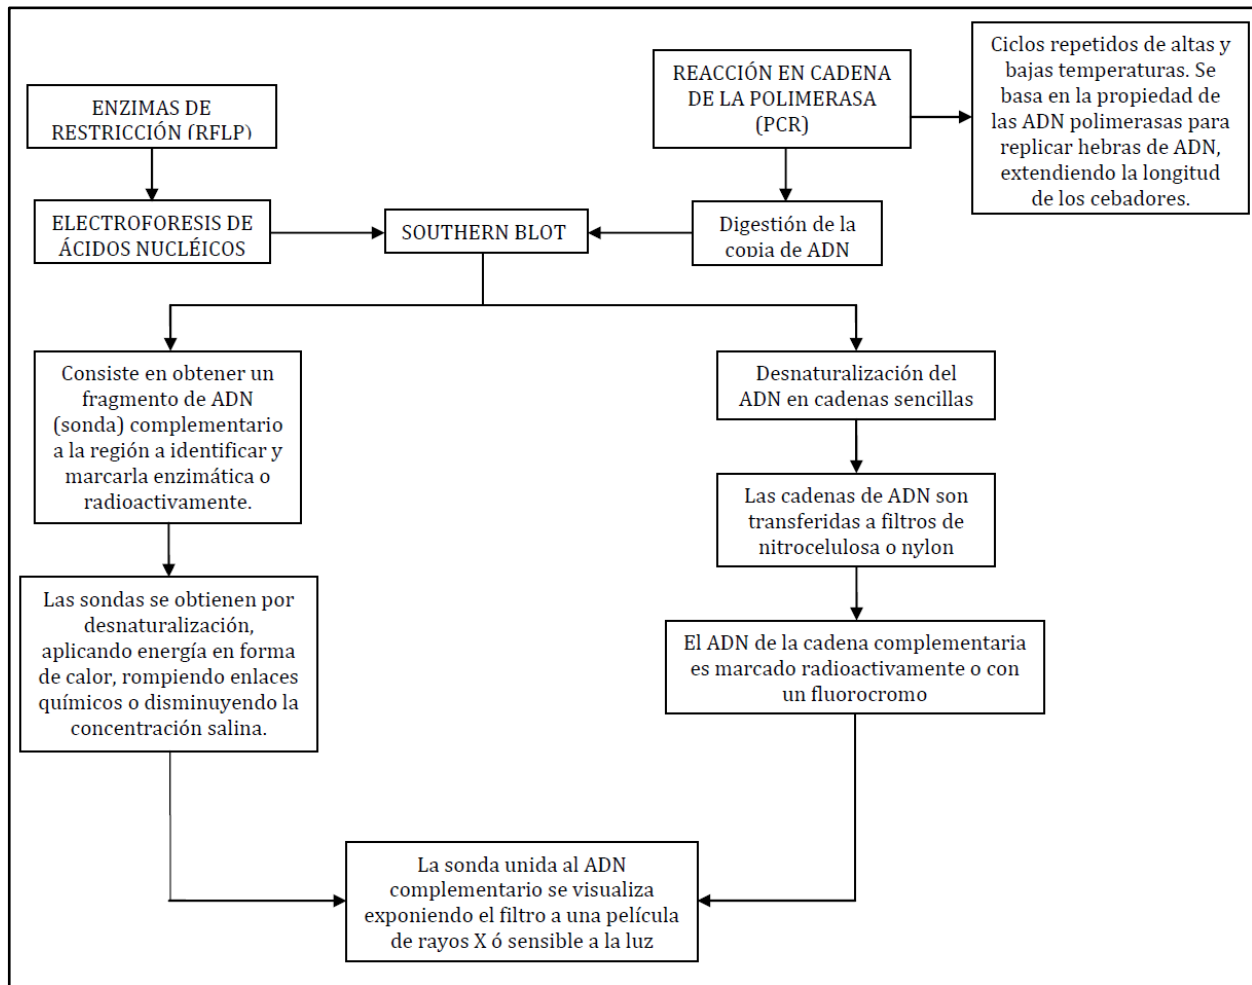 ENZIMAS DE
RESTRICCIÓN (RFLP)
REACCIÓN EN CADENA
DE LA POLIMERASA
(PCR)
Ciclos repetidos de altas y
bajas temperaturas. Se
basa en la propiedad de
las ADN polimerasas para
replicar hebras de ADN,
extendiendo la longitud
de los cebadores.
ELECTROFORESIS DE
ÁCIDOS NUCLÉICOS
SOUTHERN BLOT
Digestión de la
copia de ADN
Consiste en obtener un
fragmento de ADN
(sonda) complementario
a la región a identificar y
marcarla enzimática o
radioactivamente.
Desnaturalización del
ADN en cadenas sencillas
Las cadenas de ADN son
transferidas a filtros de
nitrocelulosa o nylon
Las sondas se obtienen por
desnaturalización,
aplicando energía en forma
de calor, rompiendo enlaces
químicos o disminuyendo la
concentración salina.
El ADN de la cadena complementaria
es marcado radioactivamente o con
un fluorocromo
La sonda unida al ADN
complementario se visualiza
exponiendo el filtro a una película
de rayos X ó sensible a la luz